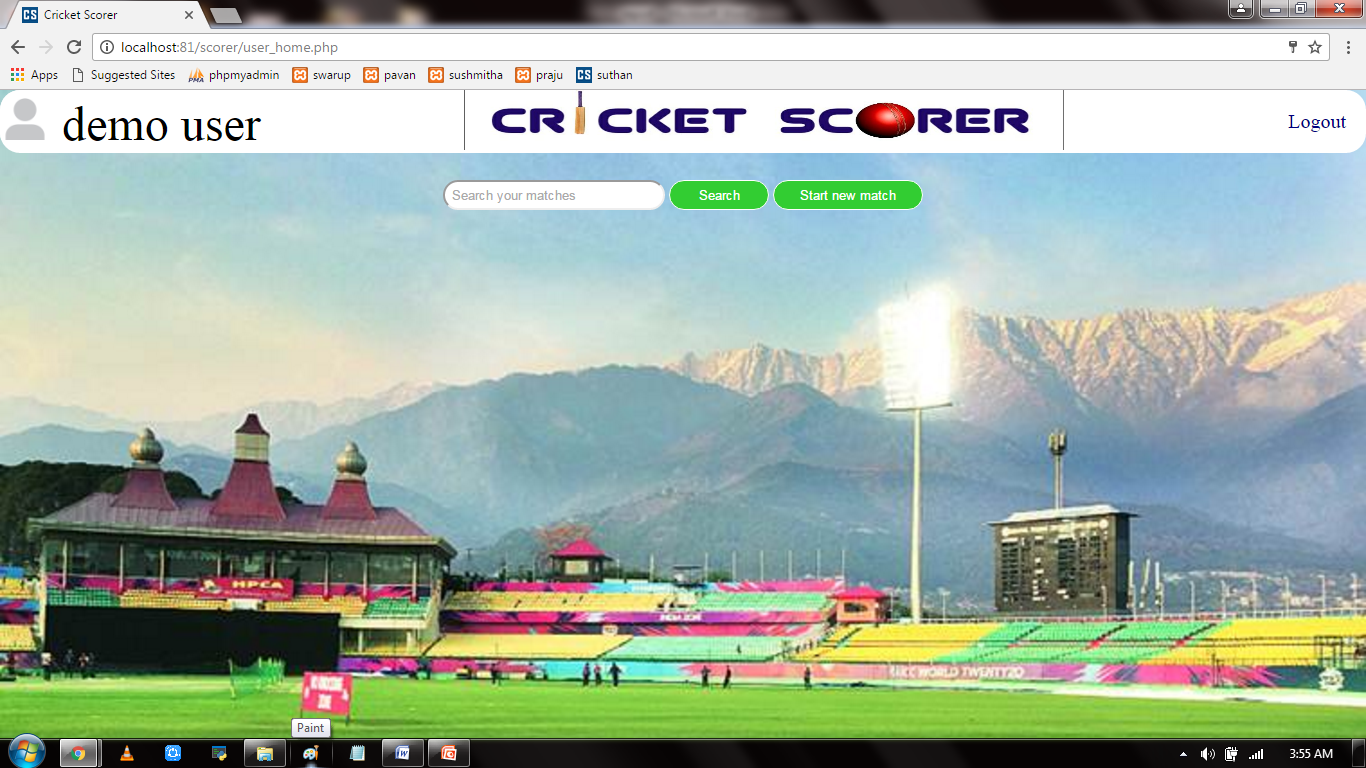 Cricket Scorer
localhost:81/scorer/user_home.php
Apps Suggested Sites phpmyadmin swarup pavan sushmitha praju suthan
demo user CRICKET SCORER Logout
Search your matches Search Start new match
HPCA
WORLD TWENTY20
Paint
3:55 AM